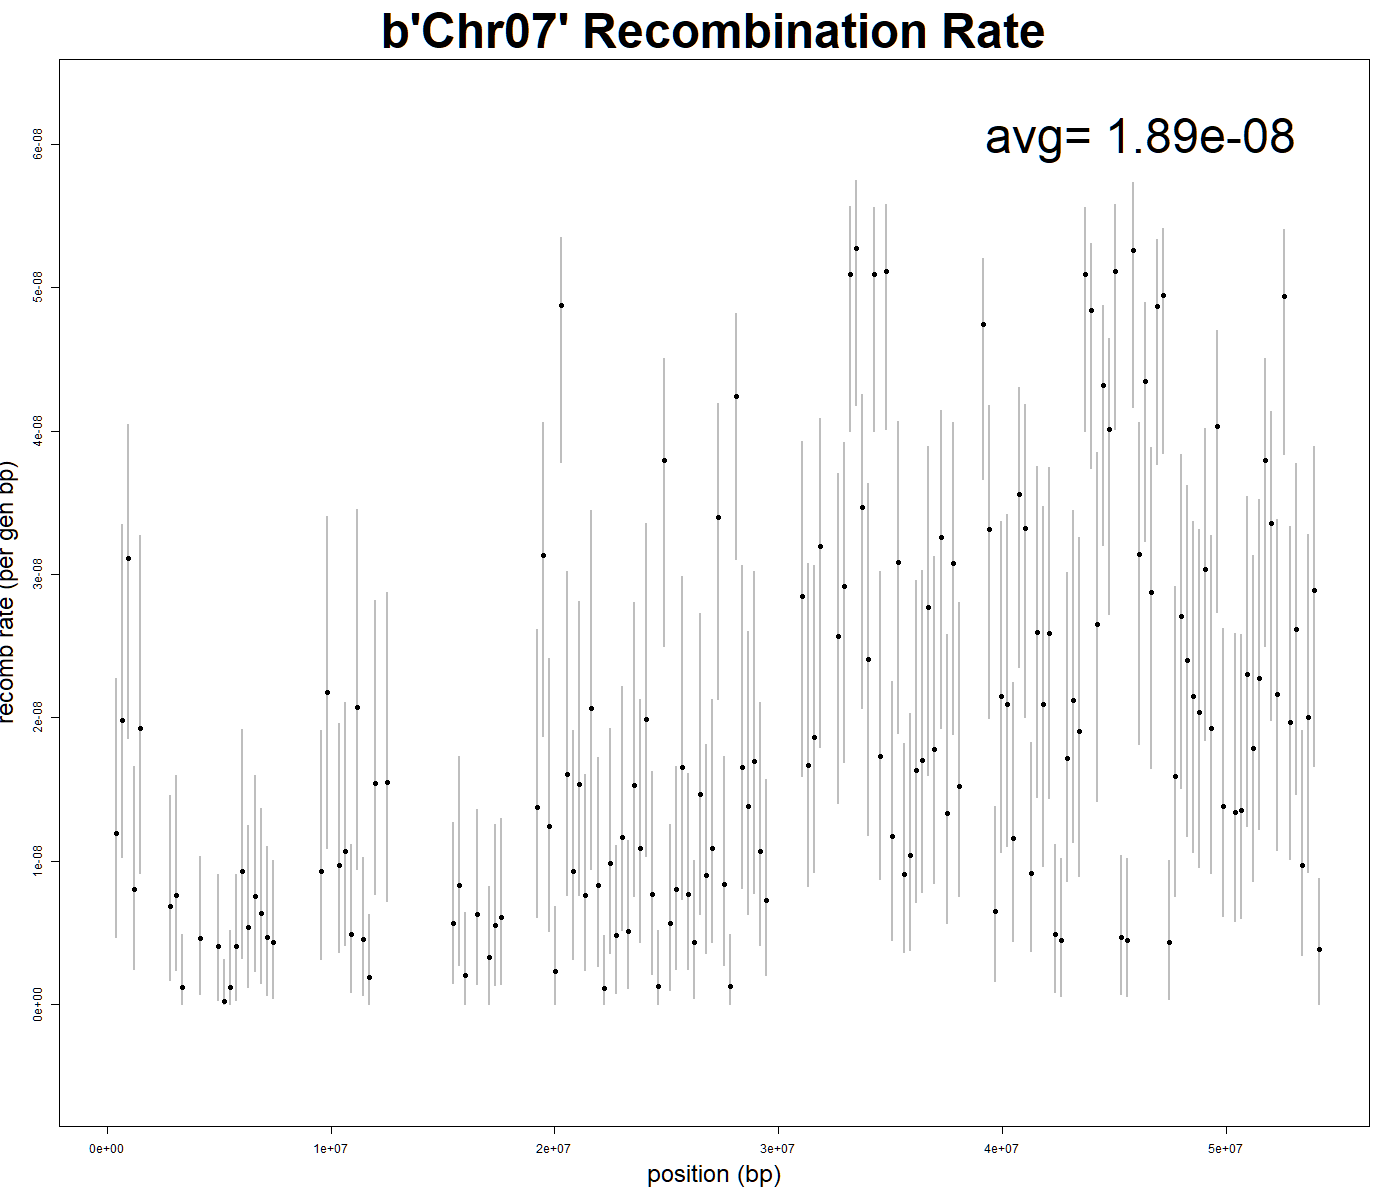 b'Chr07' Recombination Rate
avg= 1.89e-08
6e-08
5e-08
4e-08
3e-08
2e-08
1e-08
0e+00
recomb rate (per gen bp)
0e+00
1e+07
2e+07
3e+07
4e+07
5e+07
position (bp)